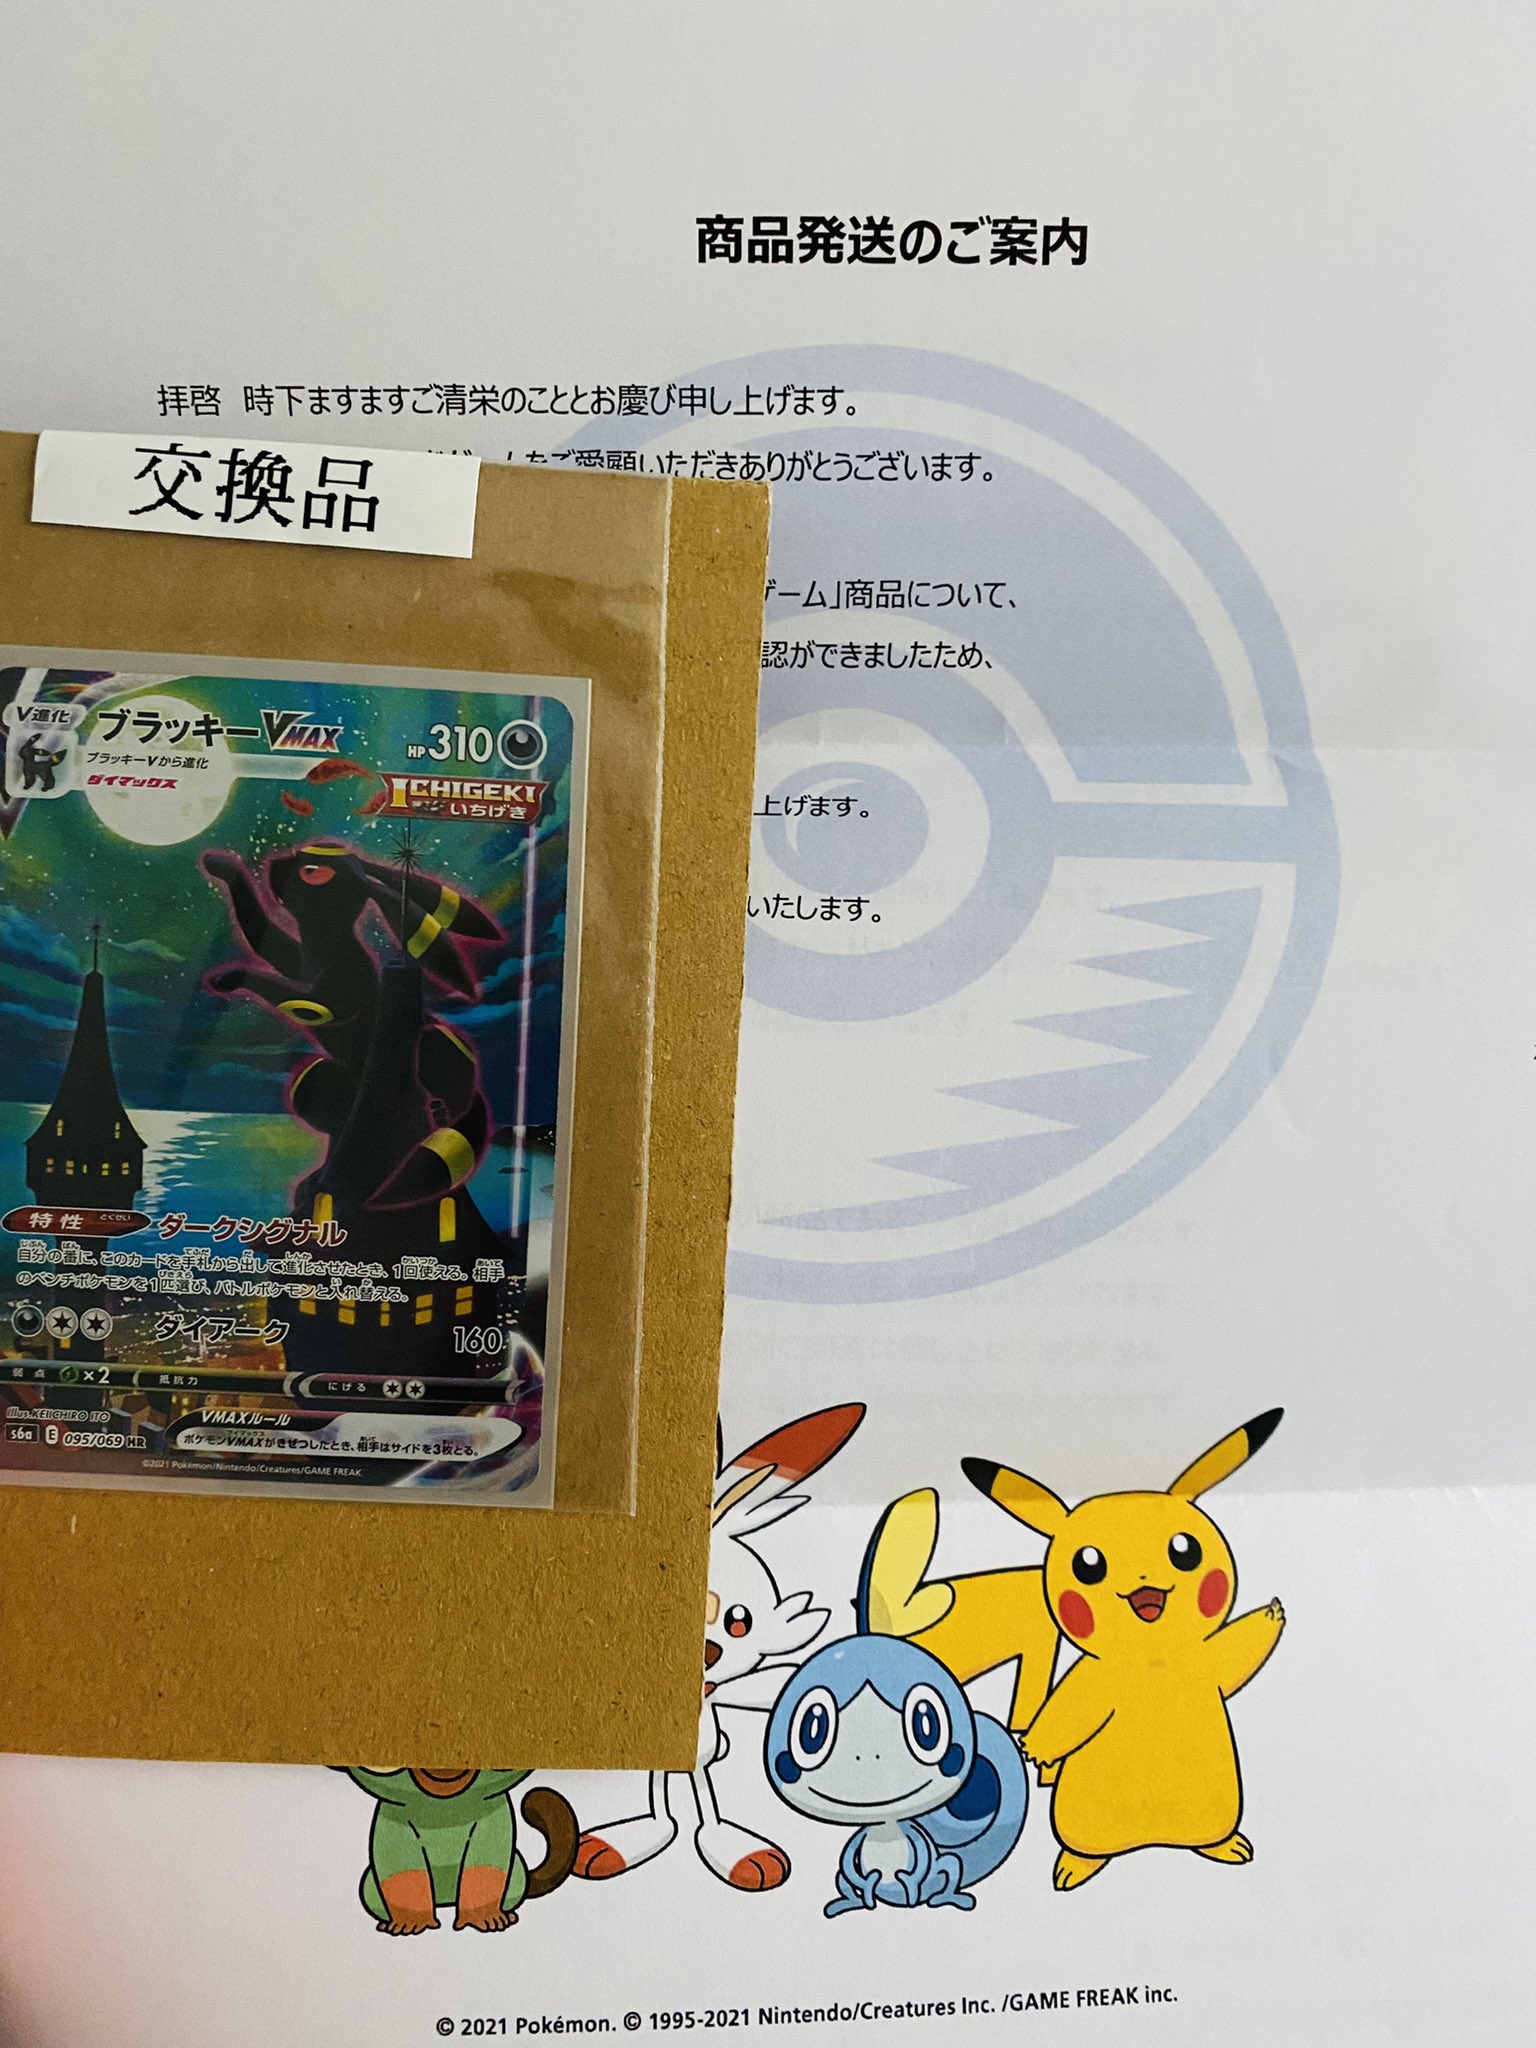 商品発送のご案内
拝啓 時下ますますご清栄のこととお慶び申し上げます。
をご愛顧いただきありがとうございます。
ゲーム」商品について、
認ができましたため、
上げます。
いたします。
交換品
V進化
ブラッキーVMAX
HP310
ブラッキーVから進化
ダイマックス
ICHIGEKI
いちげき
特性 とくせい ダークシグナル
自分の番に、このカードを手札から出して進化させたとき、1回使える。相手
のベンチポケモンを1匹選び、バトルポケモンと入れ替える。
ダイアーク 160
弱点 ×2 抵抗力 にげる
illus.KEIICHIRO ITO
VMAXルール
s6a E 095/069 HR
ポケモンVMAXがきぜつしたとき、相手はサイドを3枚とる。
©2021 Pokémon/Nintendo/Creatures/GAME FREAK.
© 2021 Pokémon. © 1995-2021 Nintendo/Creatures Inc. /GAME FREAK inc.